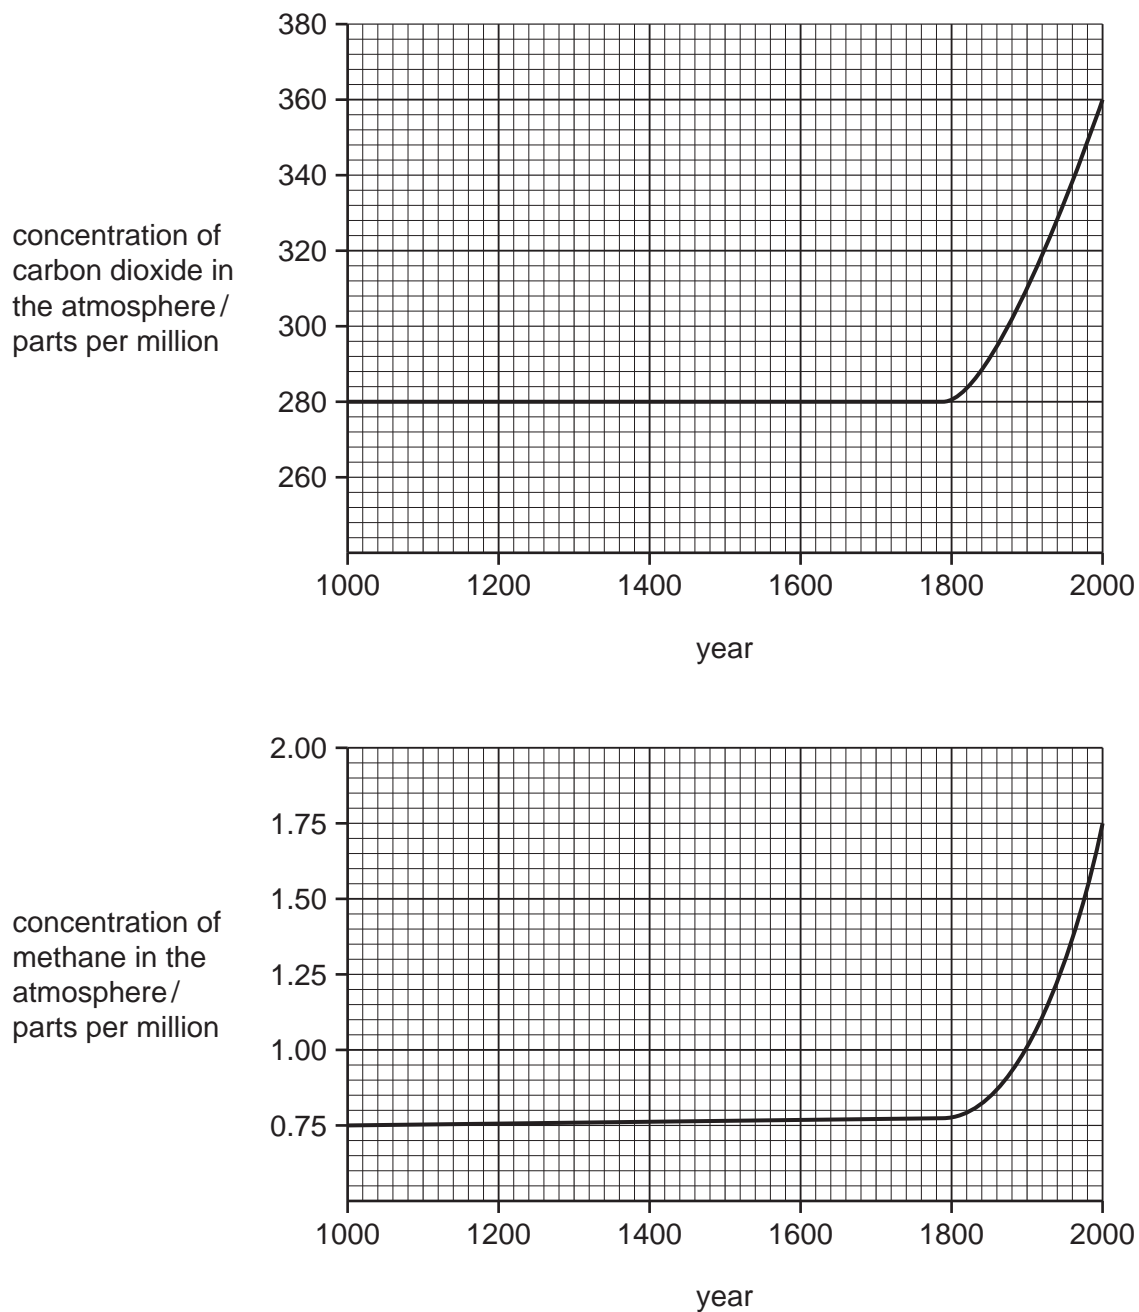 380
360
340
320
300
280
260
concentration of
carbon dioxide in
the atmosphere /
parts per million
1000 1200 1400 1600 1800 2000
year
2.00
1.75
1.50
1.25
1.00
0.75
concentration of
methane in the
atmosphere /
parts per million
1000 1200 1400 1600 1800 2000
year